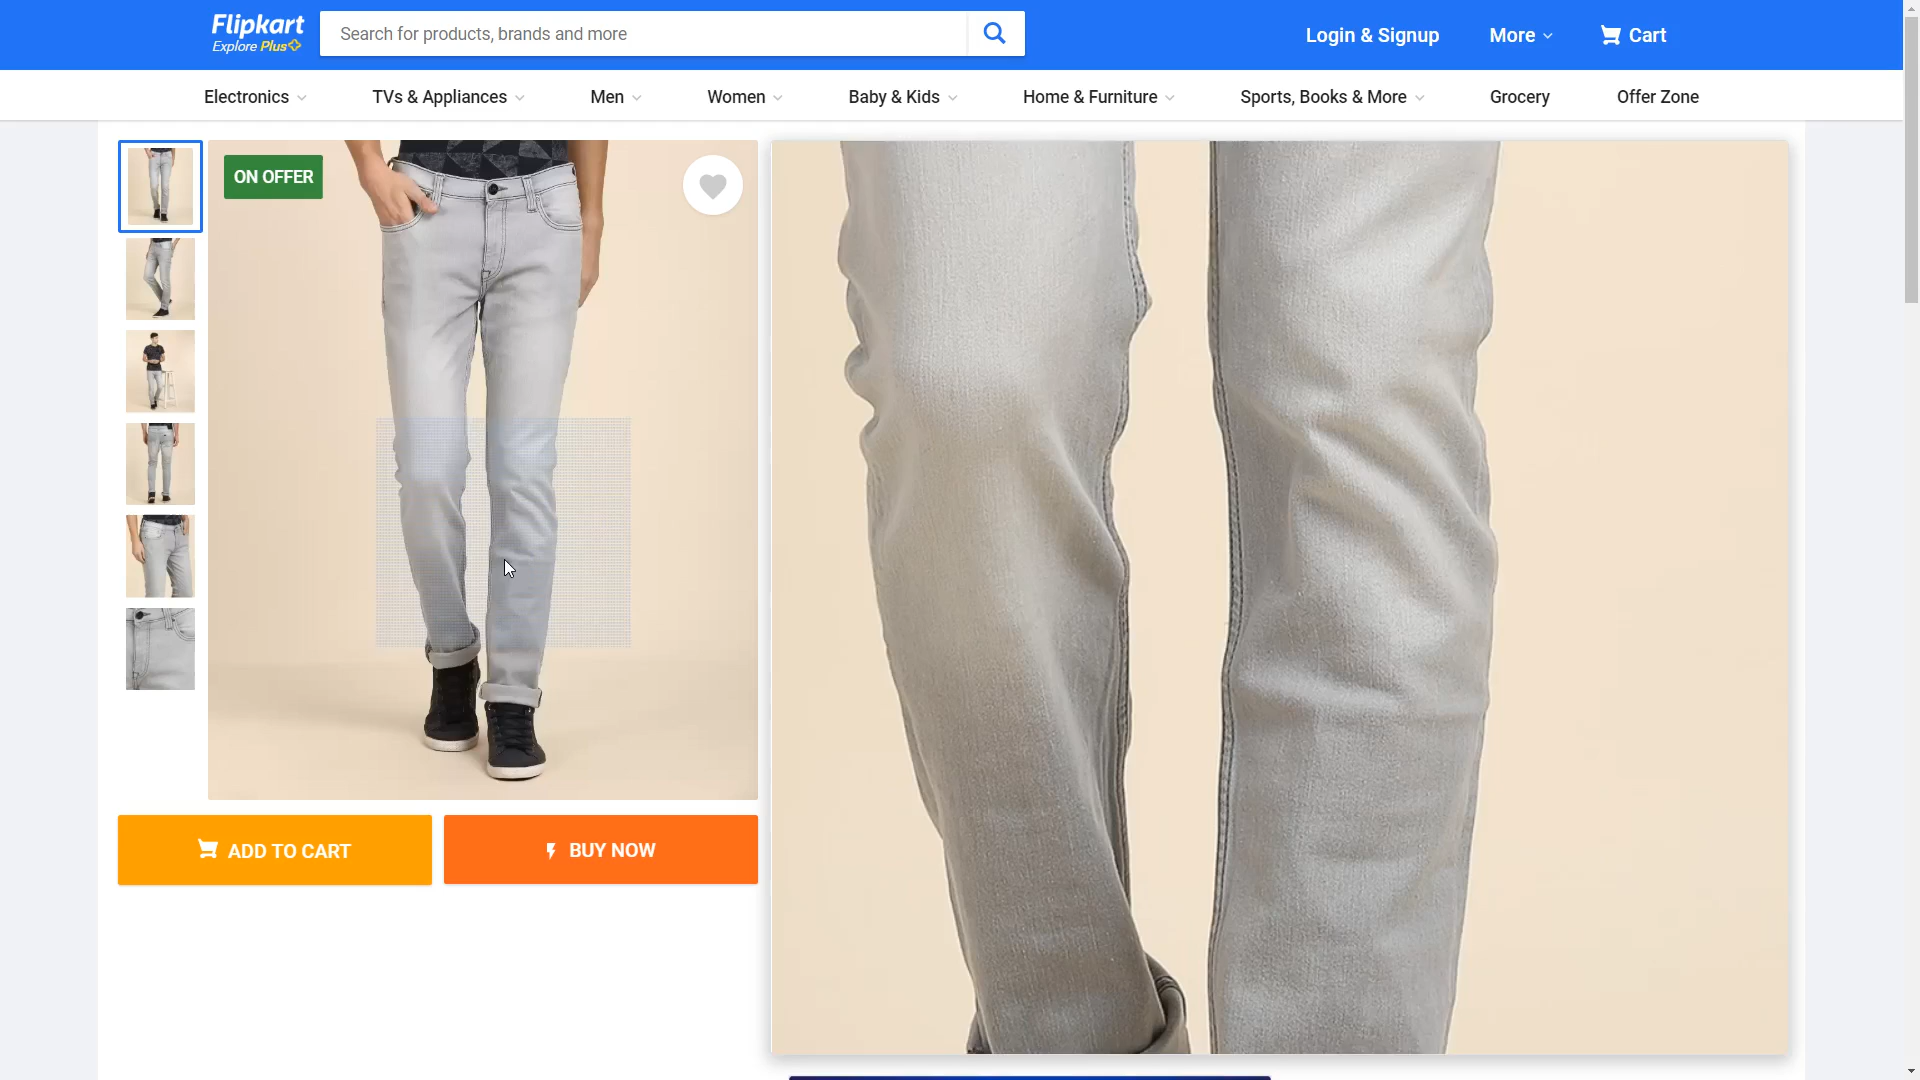 Flipkart
Explore Plus
Search for products, brands and more
Login & Signup
More
Cart
Electronics
TVs & Appliances
Men
Women
Baby & Kids
Home & Furniture
Sports, Books & More
Grocery
Offer Zone
ON OFFER
ADD TO CART
BUY NOW